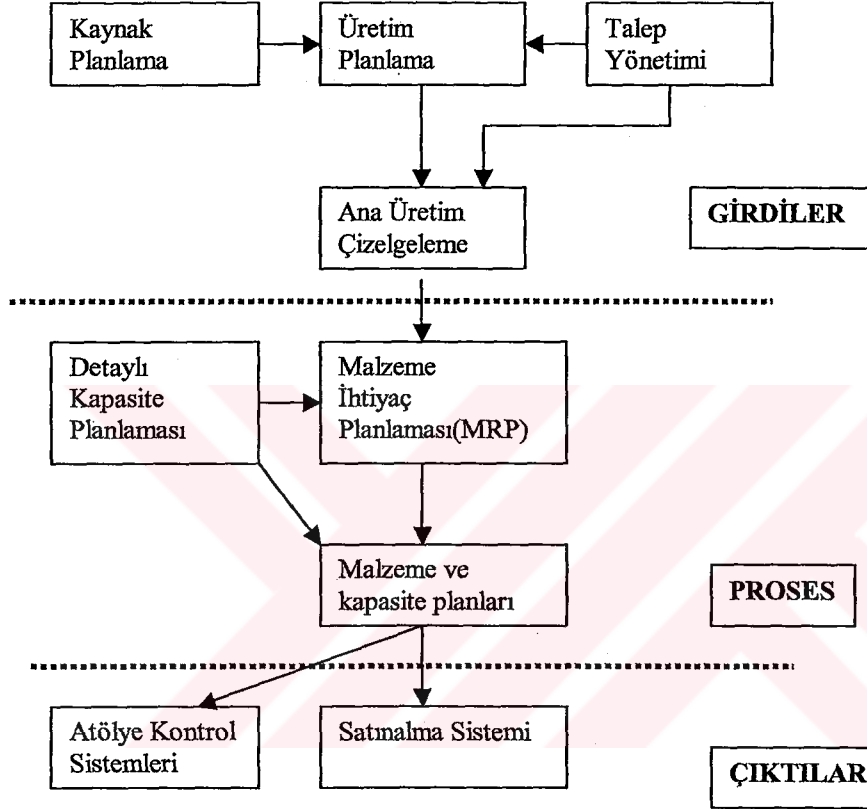 Kaynak
Planlama
Üretim
Planlama
Talep
Yönetimi
Ana Üretim
Çizelgeleme
GİRDİLER
Detaylı
Kapasite
Planlaması
Malzeme
İhtiyaç
Planlaması(MRP)
Malzeme ve
kapasite planları
PROSES
Atölye Kontrol
Sistemleri
Satınalma Sistemi
ÇIKTILAR